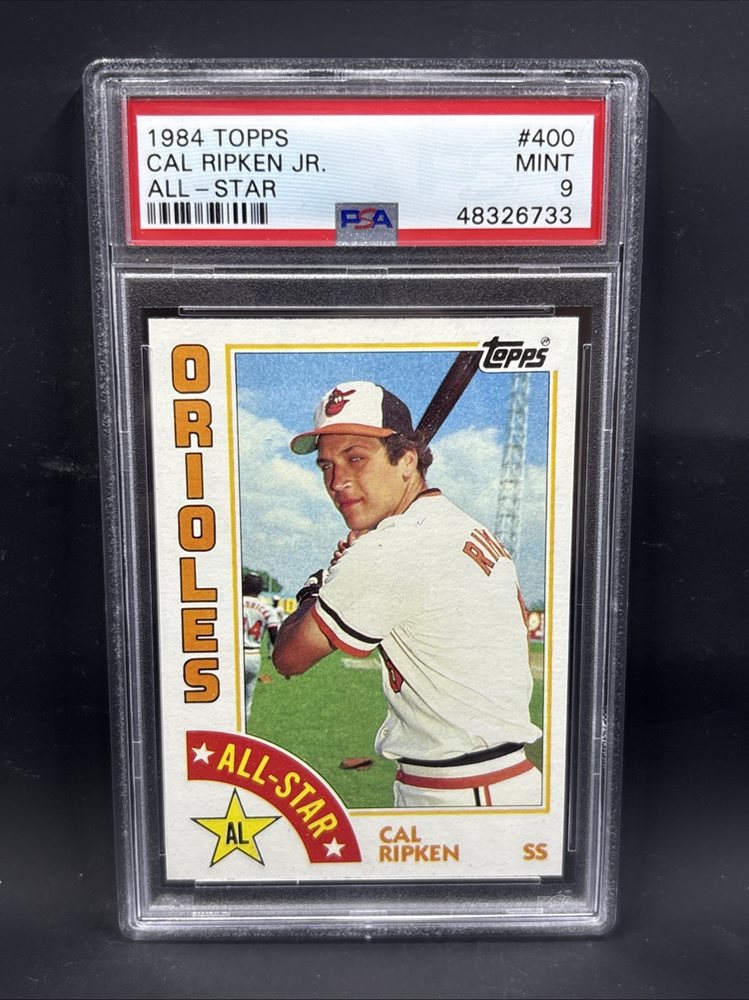 1984 TOPPS #400
CAL RIPKEN JR. MINT
ALL-STAR 9
PSA 48326733
TOPPS
ORIOLES
ALL-STAR
AL
CAL
RIPKEN SS